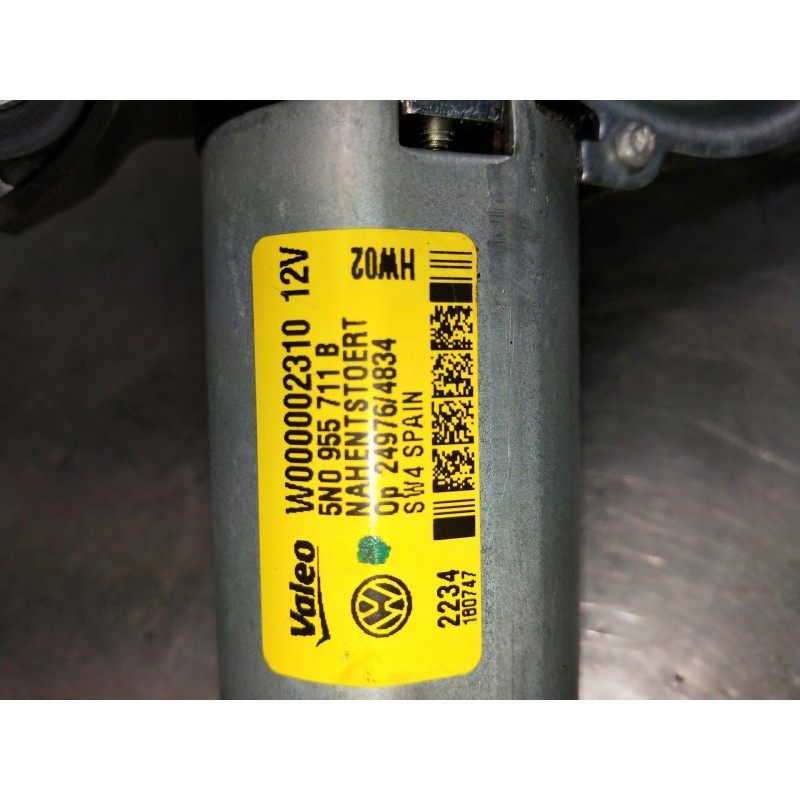 Valeo W000002310 12V
5N0 955 711 B
NAHENTSTOERT
Op 24976/4834
SW4 SPAIN
HW02
2234
180747